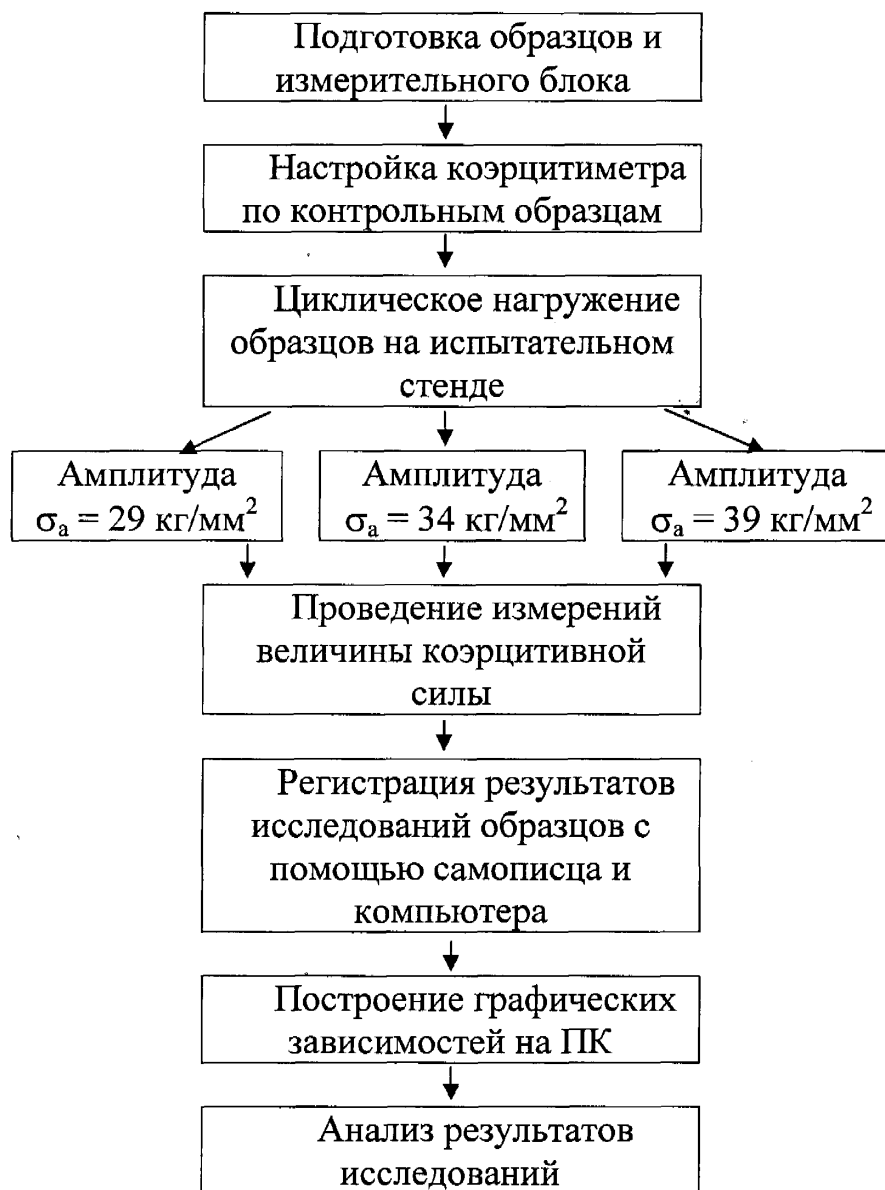 Подготовка образцов и
измерительного блока
Настройка коэрцитиметра
по контрольным образцам
Циклическое нагружение
образцов на испытательном
стенде
Амплитуда
σₐ = 29 кг/мм²
Амплитуда
σₐ = 34 кг/мм²
Амплитуда
σₐ = 39 кг/мм²
Проведение измерений
величины коэрцитивной
силы
Регистрация результатов
исследований образцов с
помощью самописца и
компьютера
Построение графических
зависимостей на ПК
Анализ результатов
исследований